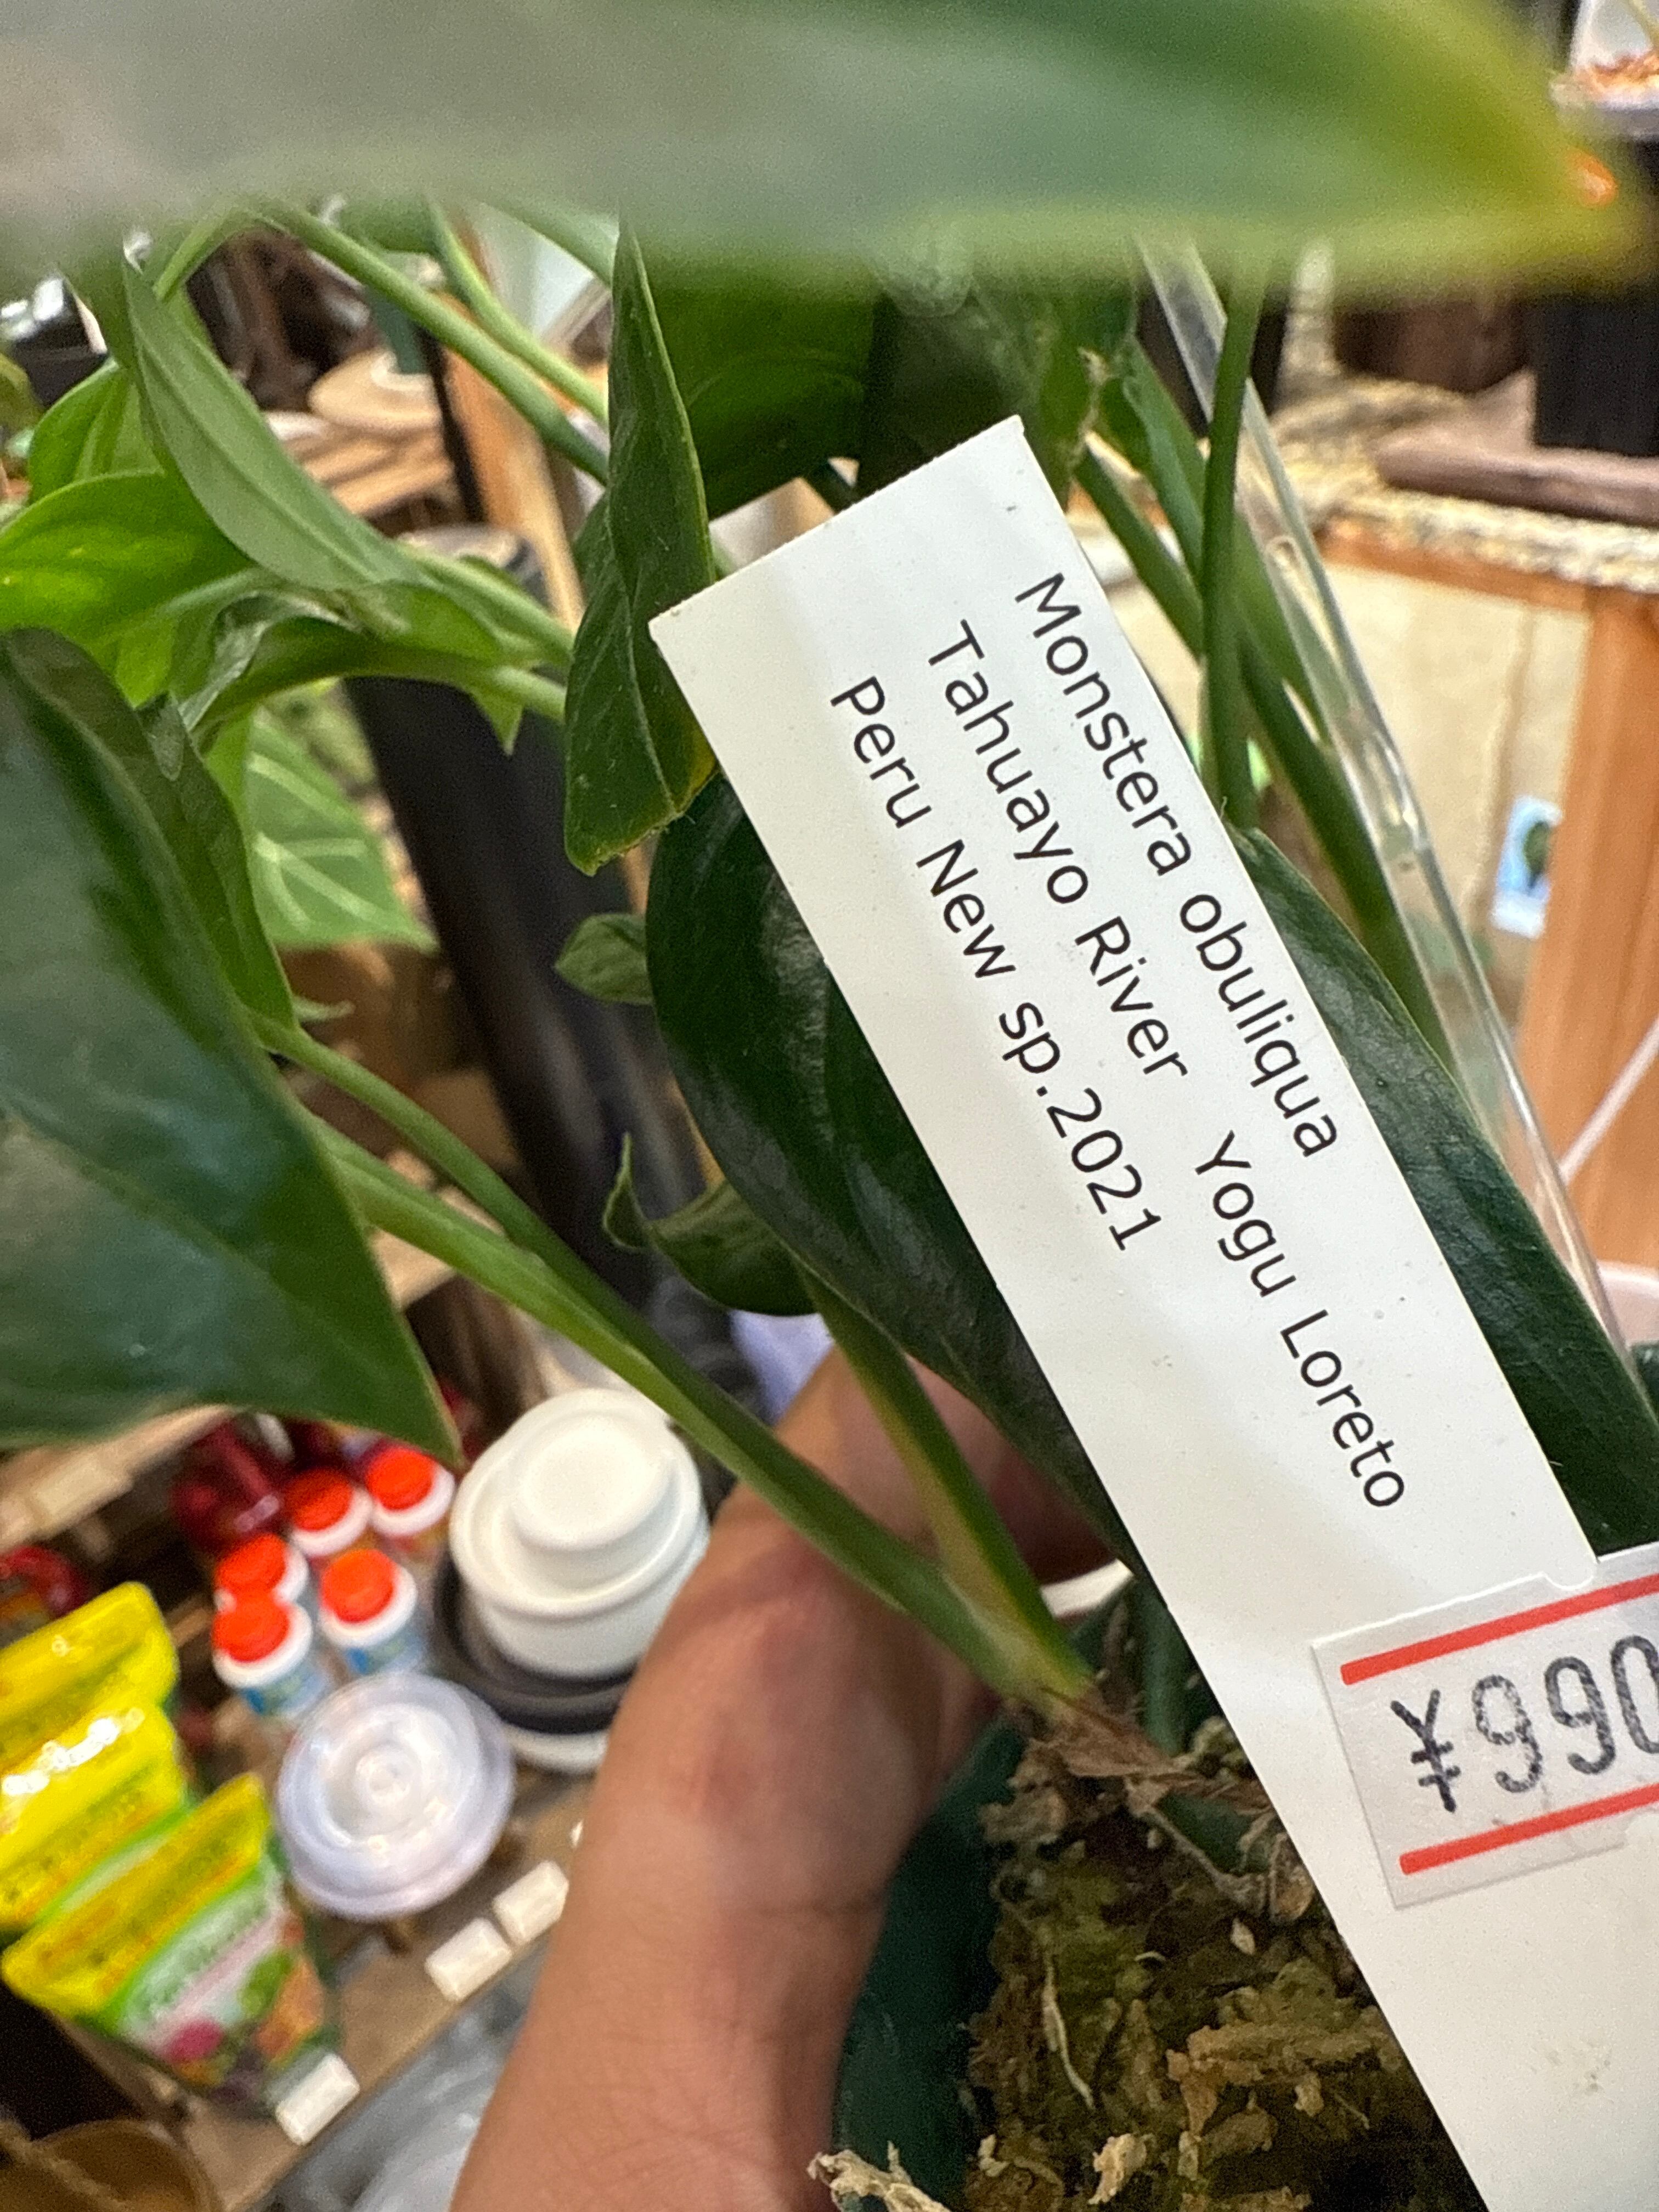 Monstera obuliqua
Tahuayo River Yogu Loreto
Peru New sp.2021
¥990